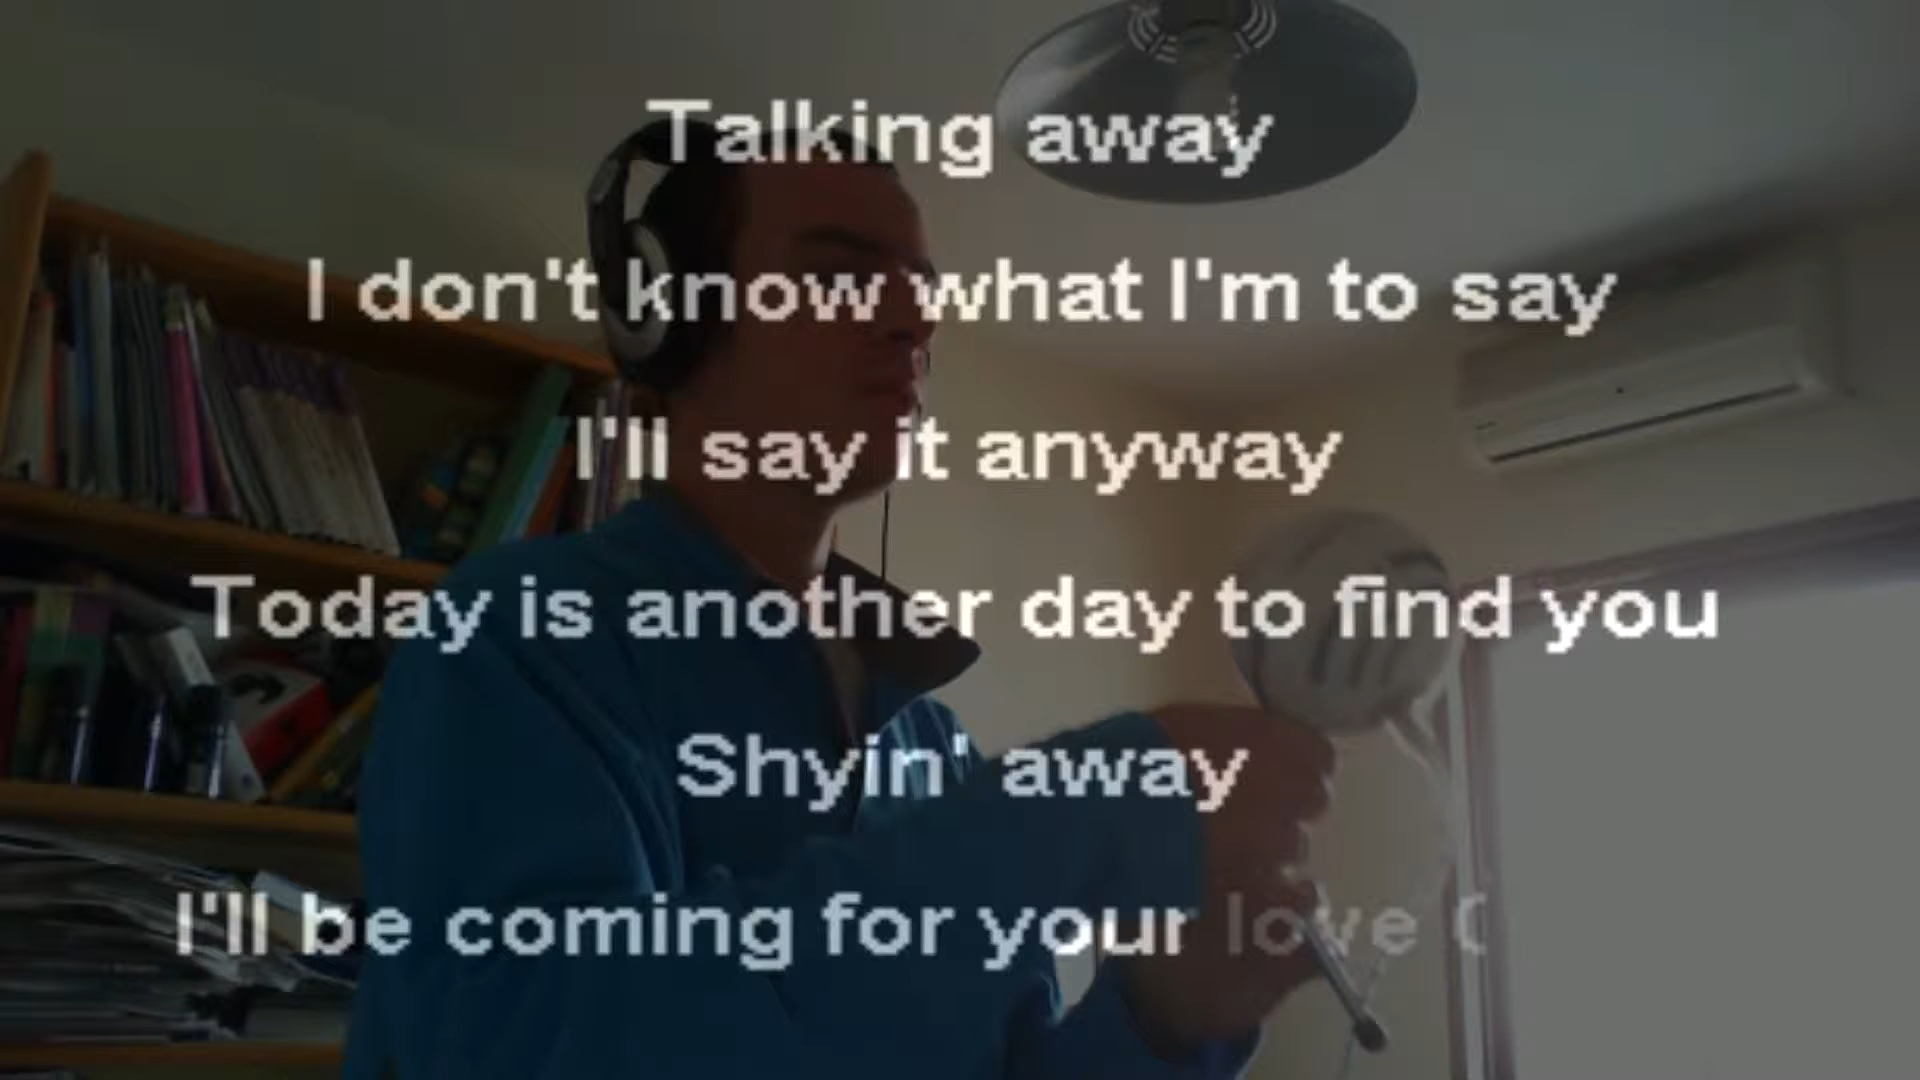 Talking away
I don't know what I'm to say
I'll say it anyway
Today is another day to find you
Shyin' away
I'll be coming for your love